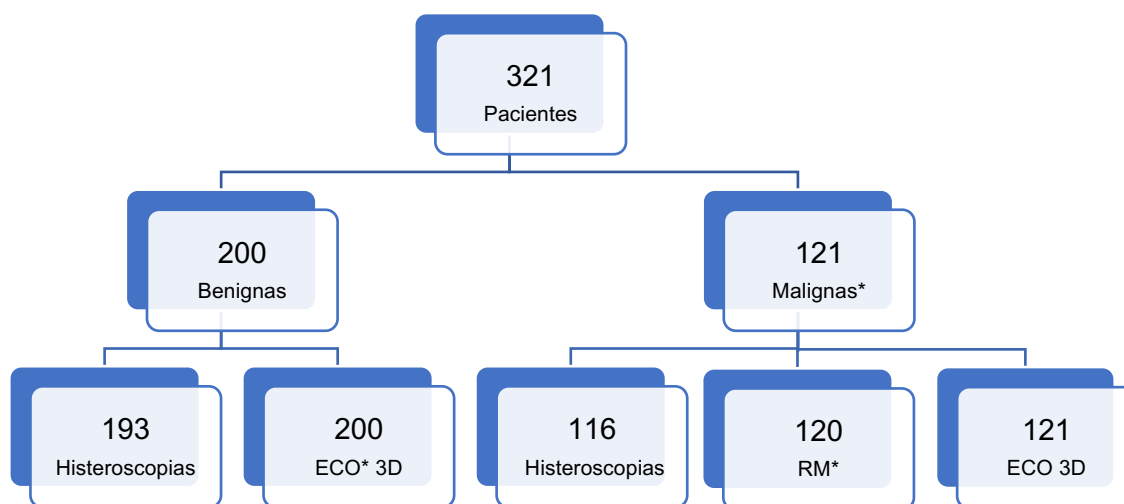 321
Pacientes
200
Benignas
121
Malignas*
193
Histeroscopias
200
ECO* 3D
116
Histeroscopias
120
RM*
121
ECO 3D